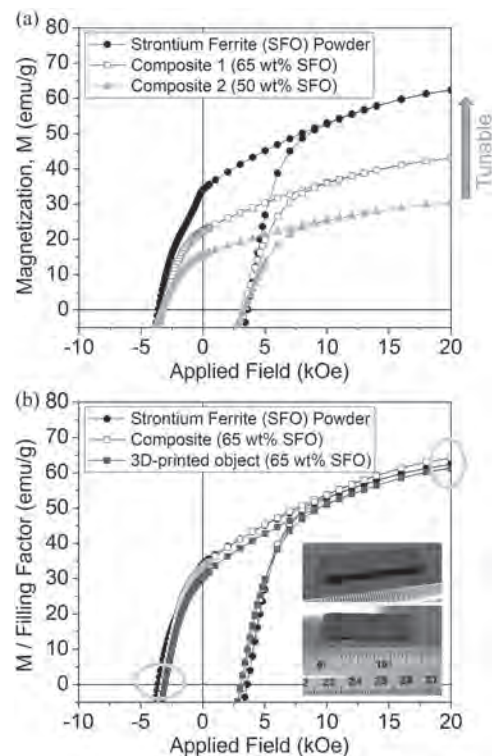 (a)
80
70
60
50
40
30
20
10
0
Magnetization, M (emu/g)
Strontium Ferrite (SFO) Powder
Composite 1 (65 wt% SFO)
Composite 2 (50 wt% SFO)
Tunable
-10 -5 0 5 10 15 20
Applied Field (kOe)
(b)
80
70
60
50
40
30
20
10
0
M / Filling Factor (emu/g)
Strontium Ferrite (SFO) Powder
Composite (65 wt% SFO)
3D-printed object (65 wt% SFO)
-10 -5 0 5 10 15 20
Applied Field (kOe)